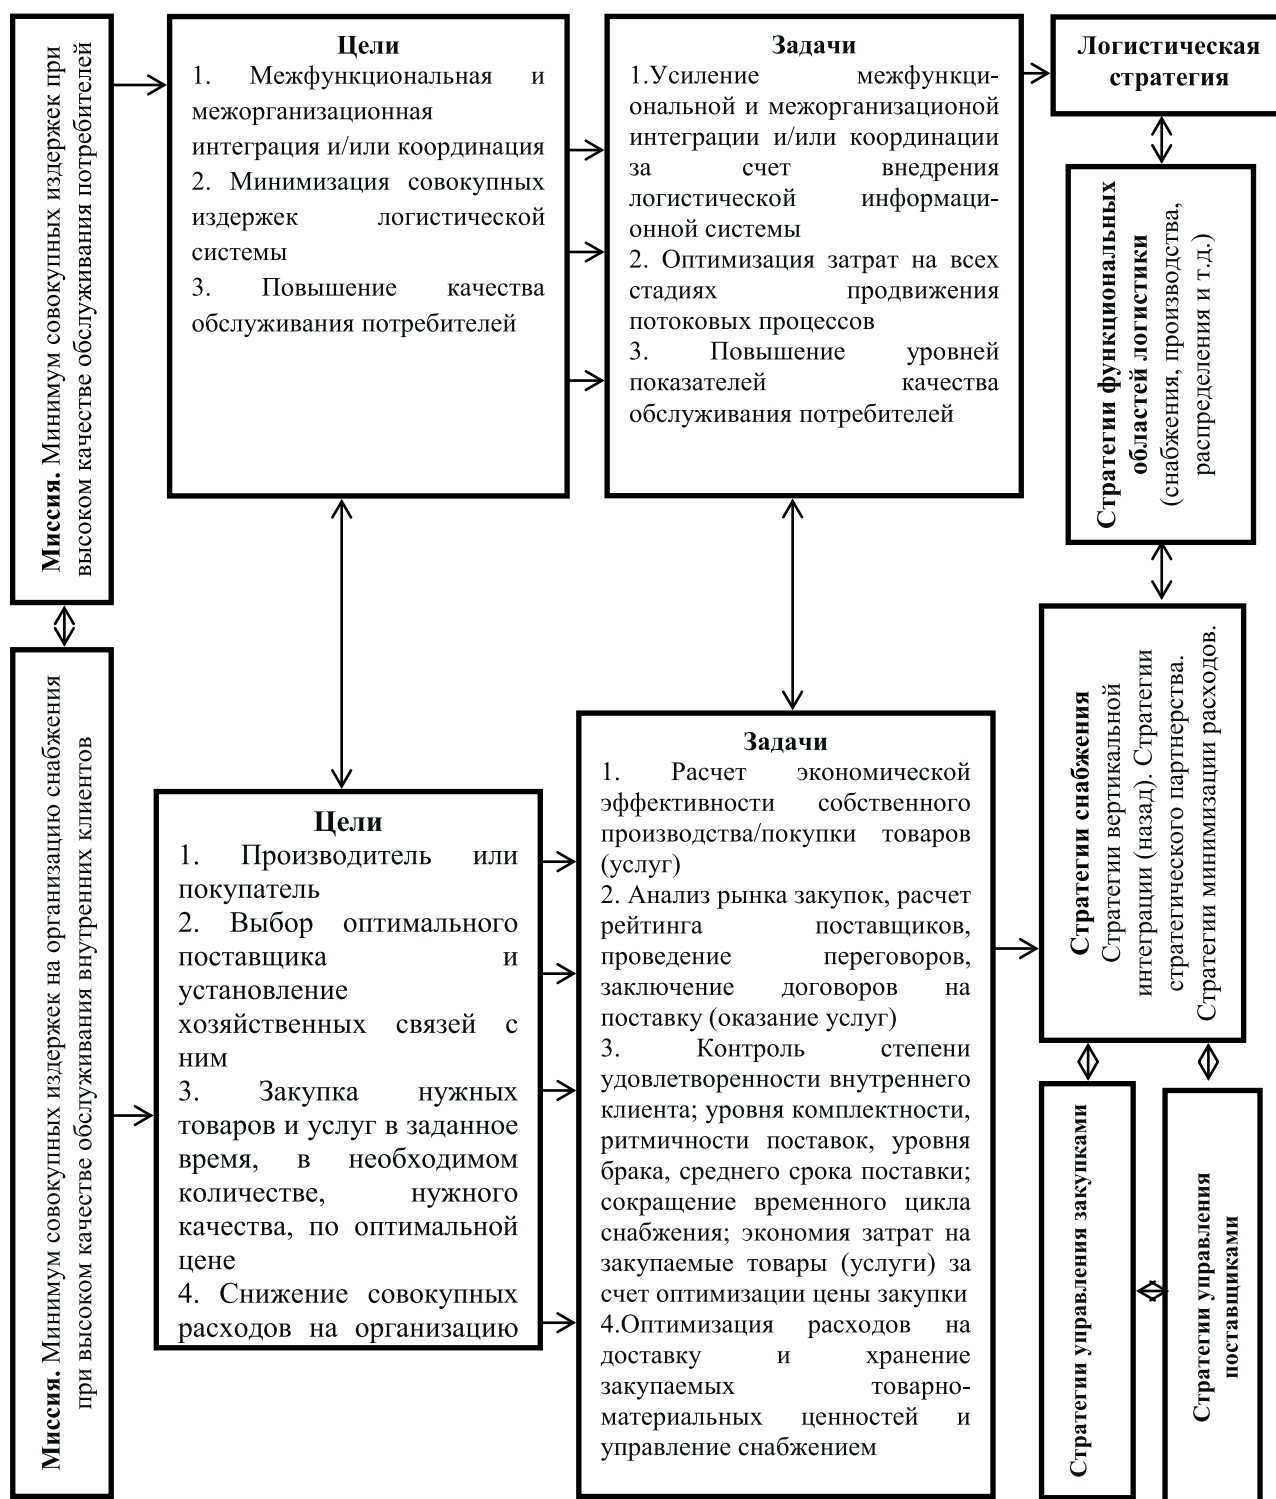 Миссия. Минимум совокупных издержек при
высоком качестве обслуживания потребителей
Цели
1. Межфункциональная и
межорганизационная
интеграция и/или координация
2. Минимизация совокупных
издержек логистической
системы
3. Повышение качества
обслуживания потребителей
Задачи
1.Усиление межфункци-
ональной и межорганизационой
интеграции и/или координации
за счет внедрения
логистической информаци-
онной системы
2. Оптимизация затрат на всех
стадиях продвижения
потоковых процессов
3. Повышение уровней
показателей качества
обслуживания потребителей
Логистическая
стратегия
Стратегии функциональных
областей логистики
(снабжения, производства,
распределения и т.д.)
Миссия. Минимум совокупных издержек на организацию снабжения
при высоком качестве обслуживания внутренних клиентов
Цели
1. Производитель или
покупатель
2. Выбор оптимального
поставщика и
установление
хозяйственных связей с
ним
3. Закупка нужных
товаров и услуг в заданное
время, в необходимом
количестве, нужного
качества, по оптимальной
цене
4. Снижение совокупных
расходов на организацию
Задачи
1. Расчет экономической
эффективности собственного
производства/покупки товаров
(услуг)
2. Анализ рынка закупок, расчет
рейтинга поставщиков,
проведение переговоров,
заключение договоров на
поставку (оказание услуг)
3. Контроль степени
удовлетворенности внутреннего
клиента; уровня комплектности,
ритмичности поставок, уровня
брака, среднего срока поставки;
сокращение временного цикла
снабжения; экономия затрат на
закупаемые товары (услуги) за
счет оптимизации цены закупки
4.Оптимизация расходов на
доставку и хранение
закупаемых товарно-
материальных ценностей и
управление снабжением
Стратегии снабжения
Стратегии вертикальной
интеграции (назад). Стратегии
стратегического партнерства.
Стратегии минимизации расходов.
Стратегии управления закупками
Стратегии управления
поставщиками